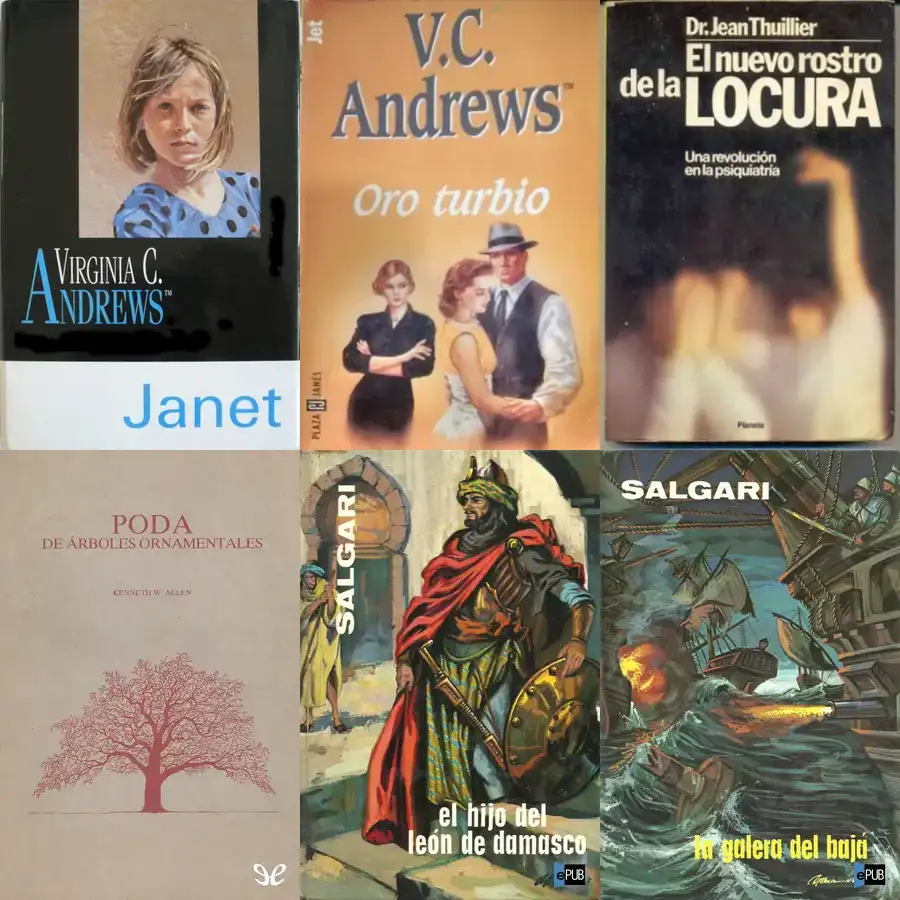 VIRGINIA C.
ANDREWS™
Janet
Jet
V.C.
Andrews™
Oro turbio
PLAZA & JANÉS
Dr. Jean Thuillier
El nuevo rostro
de la LOCURA
Una revolución
en la psiquiatría
Planeta
PODA
DE ÁRBOLES ORNAMENTALES
KENNETH W. ALLEN
SALGARI
el hijo del
león de damasco
ePUB
SALGARI
la galera del bajá
ePUB